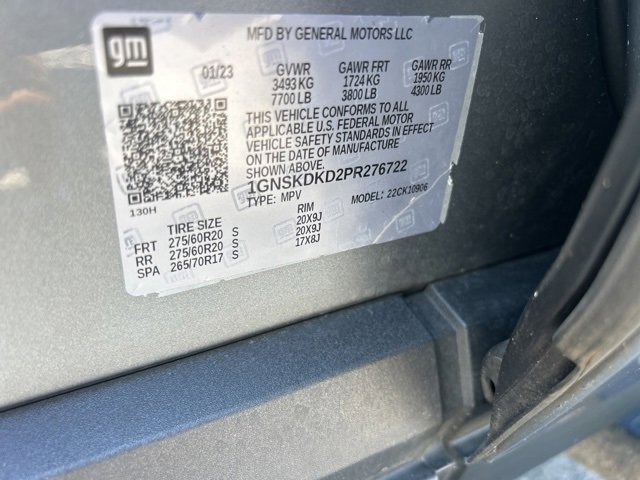 gm
MFD BY GENERAL MOTORS LLC
01/23 GVWR GAWR FRT GAWR RR
3493 KG 1724 KG 1950 KG
7700 LB 3800 LB 4300 LB
THIS VEHICLE CONFORMS TO ALL
APPLICABLE U.S. FEDERAL MOTOR
VEHICLE SAFETY STANDARDS IN EFFECT
ON THE DATE OF MANUFACTURE
SHOWN ABOVE.
1GNSKDKD2PR276722
TYPE: MPV MODEL: 22CK10906
130H
TIRE SIZE RIM
FRT 275/60R20 S 20X9J
RR 275/60R20 S 20X9J
SPA 265/70R17 S 17X8J